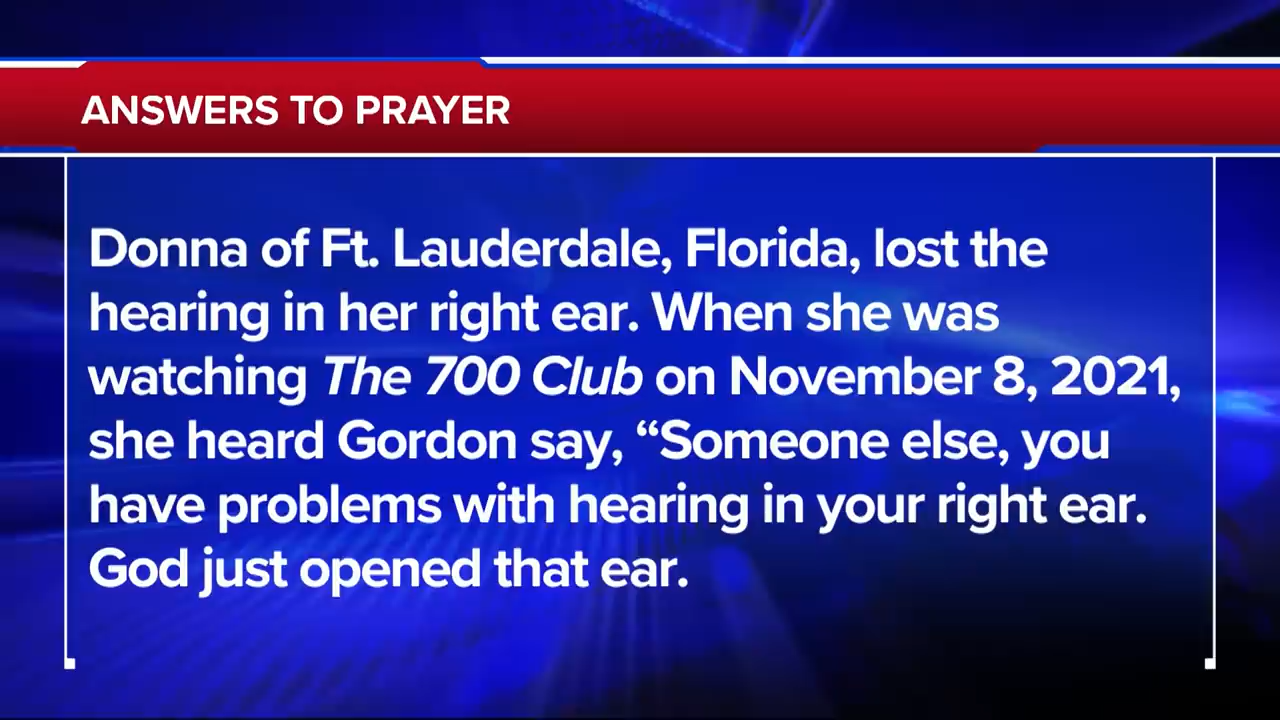 ANSWERS TO PRAYER
Donna of Ft. Lauderdale, Florida, lost the
hearing in her right ear. When she was
watching The 700 Club on November 8, 2021,
she heard Gordon say, “Someone else, you
have problems with hearing in your right ear.
God just opened that ear.